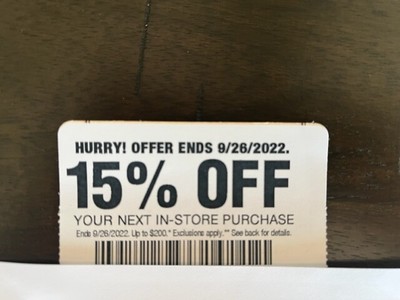 HURRY! OFFER ENDS 9/26/2022.
15% OFF
YOUR NEXT IN-STORE PURCHASE
Ends 9/26/2022. Up to $200.* Exclusions apply.** See back for details.